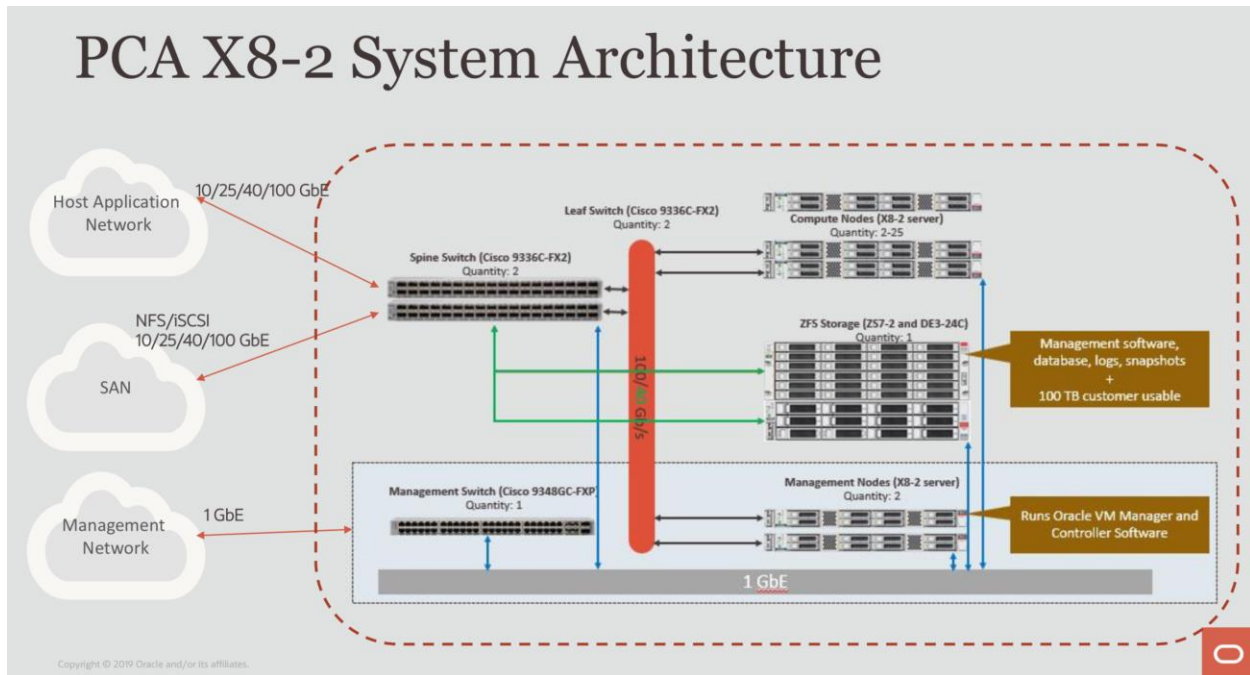 PCA X8-2 System Architecture
Host Application
Network
10/25/40/100 GbE
Leaf Switch (Cisco 9336C-FX2)
Quantity: 2
Compute Nodes (X8-2 server)
Quantity: 2-25
Spine Switch (Cisco 9336C-FX2)
Quantity: 2
NFS/iSCSI
10/25/40/100 GbE
SAN
100/40 Gb/s
ZFS Storage (ZS7-2 and DE3-24C)
Quantity: 1
Management software,
database, logs, snapshots
+
100 TB customer usable
Management Switch (Cisco 9348GC-FXP)
Quantity: 1
Management Nodes (X8-2 server)
Quantity: 2
Management
Network
1 GbE
Runs Oracle VM Manager and
Controller Software
1 GbE
Copyright © 2019 Oracle and/or its affiliates.